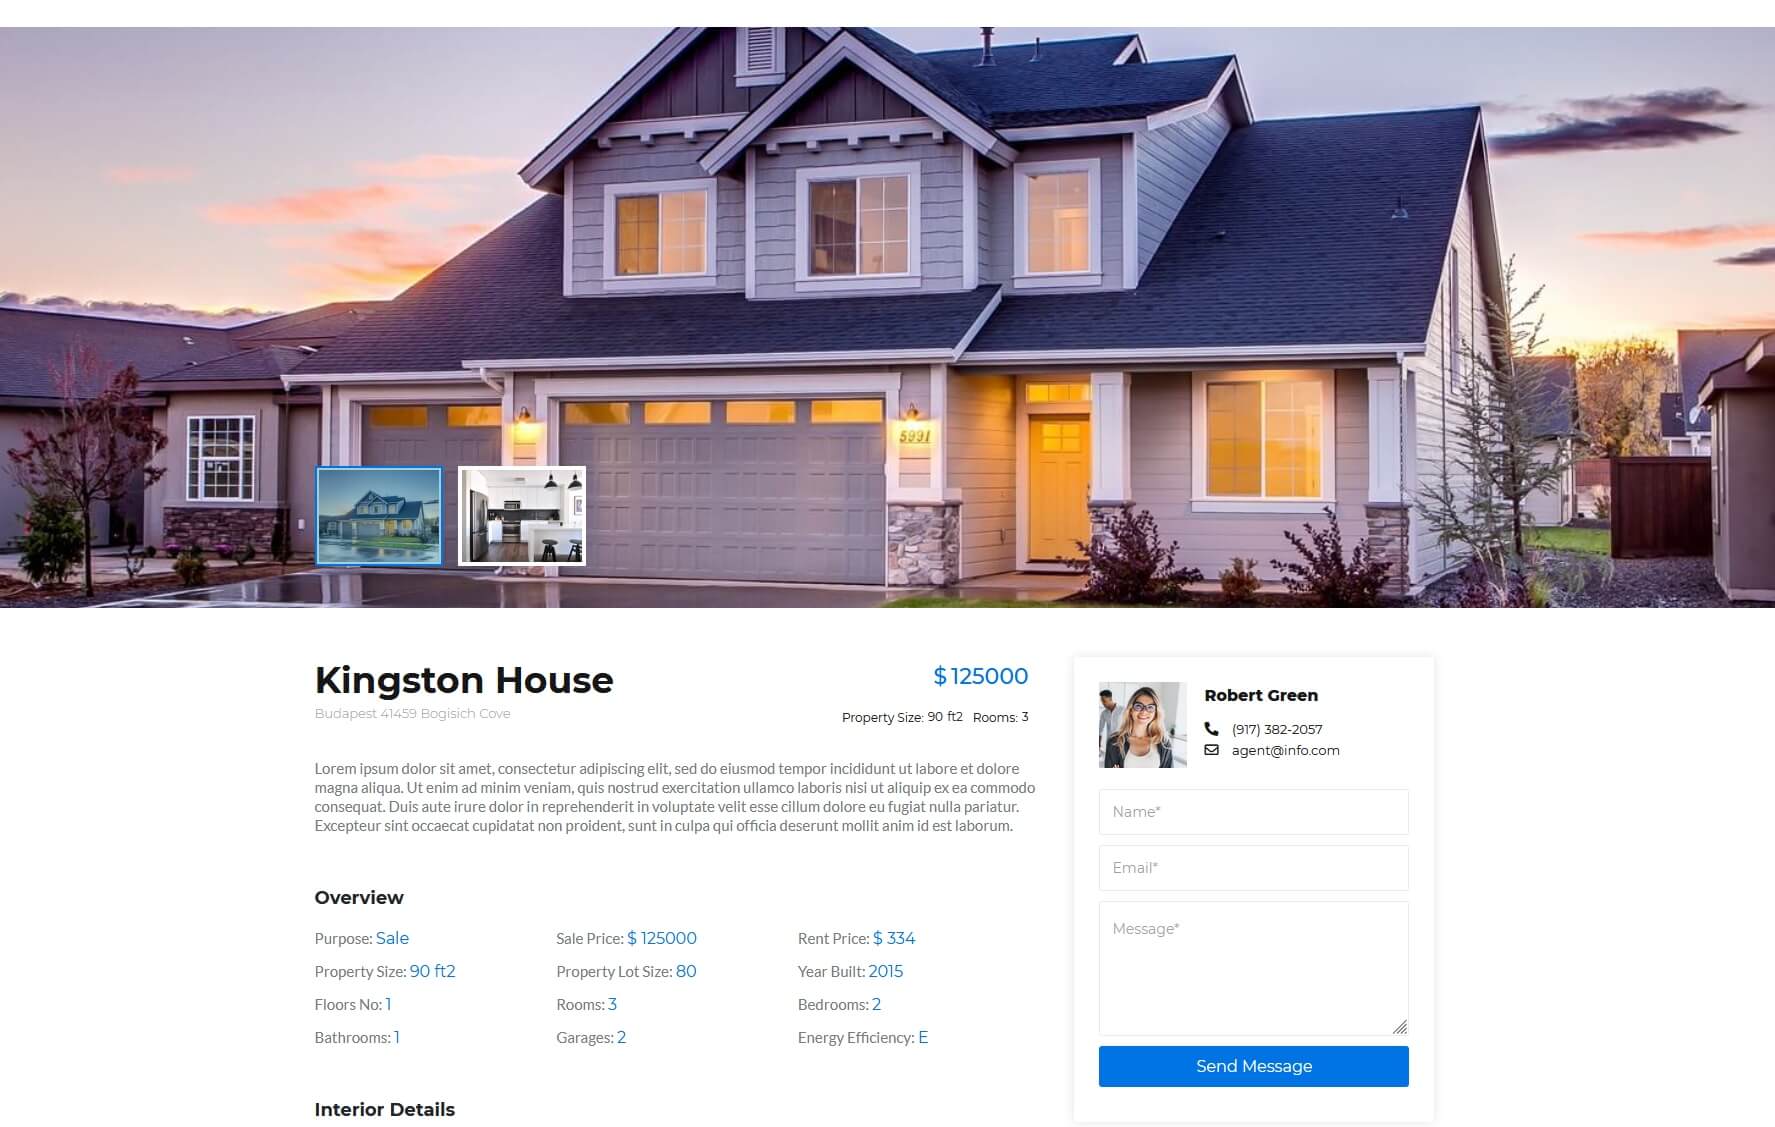 5991
Kingston House
$ 125000
Budapest 41459 Bogisich Cove
Property Size: 90 ft2 Rooms: 3
Lorem ipsum dolor sit amet, consectetur adipiscing elit, sed do eiusmod tempor incididunt ut labore et dolore
magna aliqua. Ut enim ad minim veniam, quis nostrud exercitation ullamco laboris nisi ut aliquip ex ea commodo
consequat. Duis aute irure dolor in reprehenderit in voluptate velit esse cillum dolore eu fugiat nulla pariatur.
Excepteur sint occaecat cupidatat non proident, sunt in culpa qui officia deserunt mollit anim id est laborum.
Overview
Purpose: Sale
Sale Price: $ 125000
Rent Price: $ 334
Property Size: 90 ft2
Property Lot Size: 80
Year Built: 2015
Floors No: 1
Rooms: 3
Bedrooms: 2
Bathrooms: 1
Garages: 2
Energy Efficiency: E
Interior Details
Robert Green
(917) 382-2057
agent@info.com
Name*
Email*
Message*
Send Message